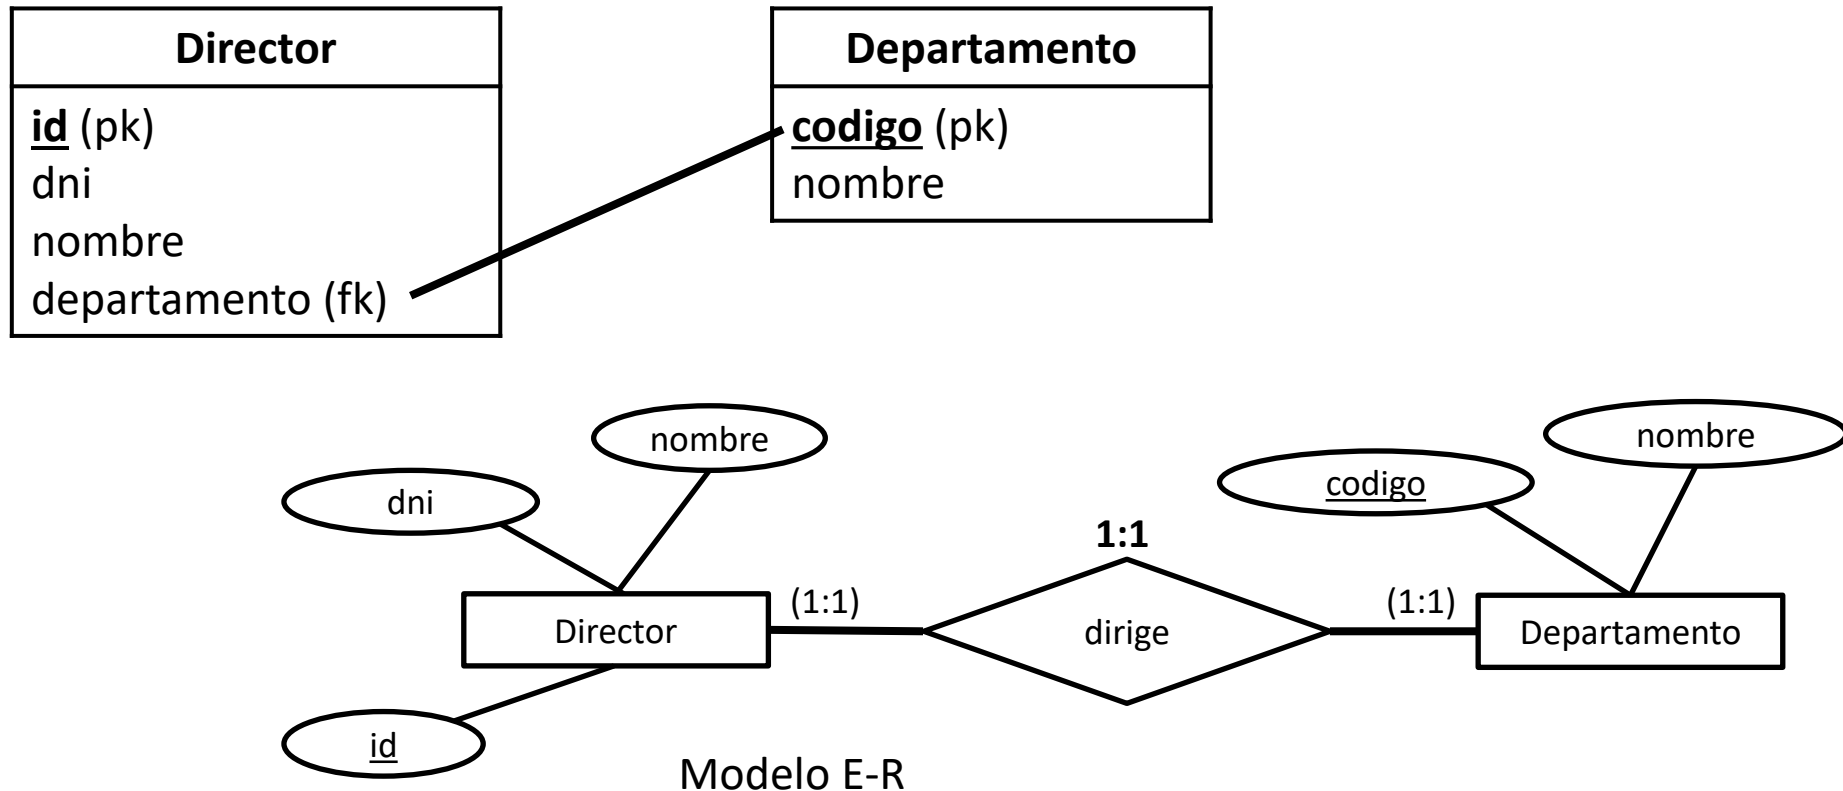 Director
id (pk)
dni
nombre
departamento (fk)
Departamento
codigo (pk)
nombre
nombre
nombre
codigo
dni
1:1
(1:1)
(1:1)
Director
dirige
Departamento
id
Modelo E-R